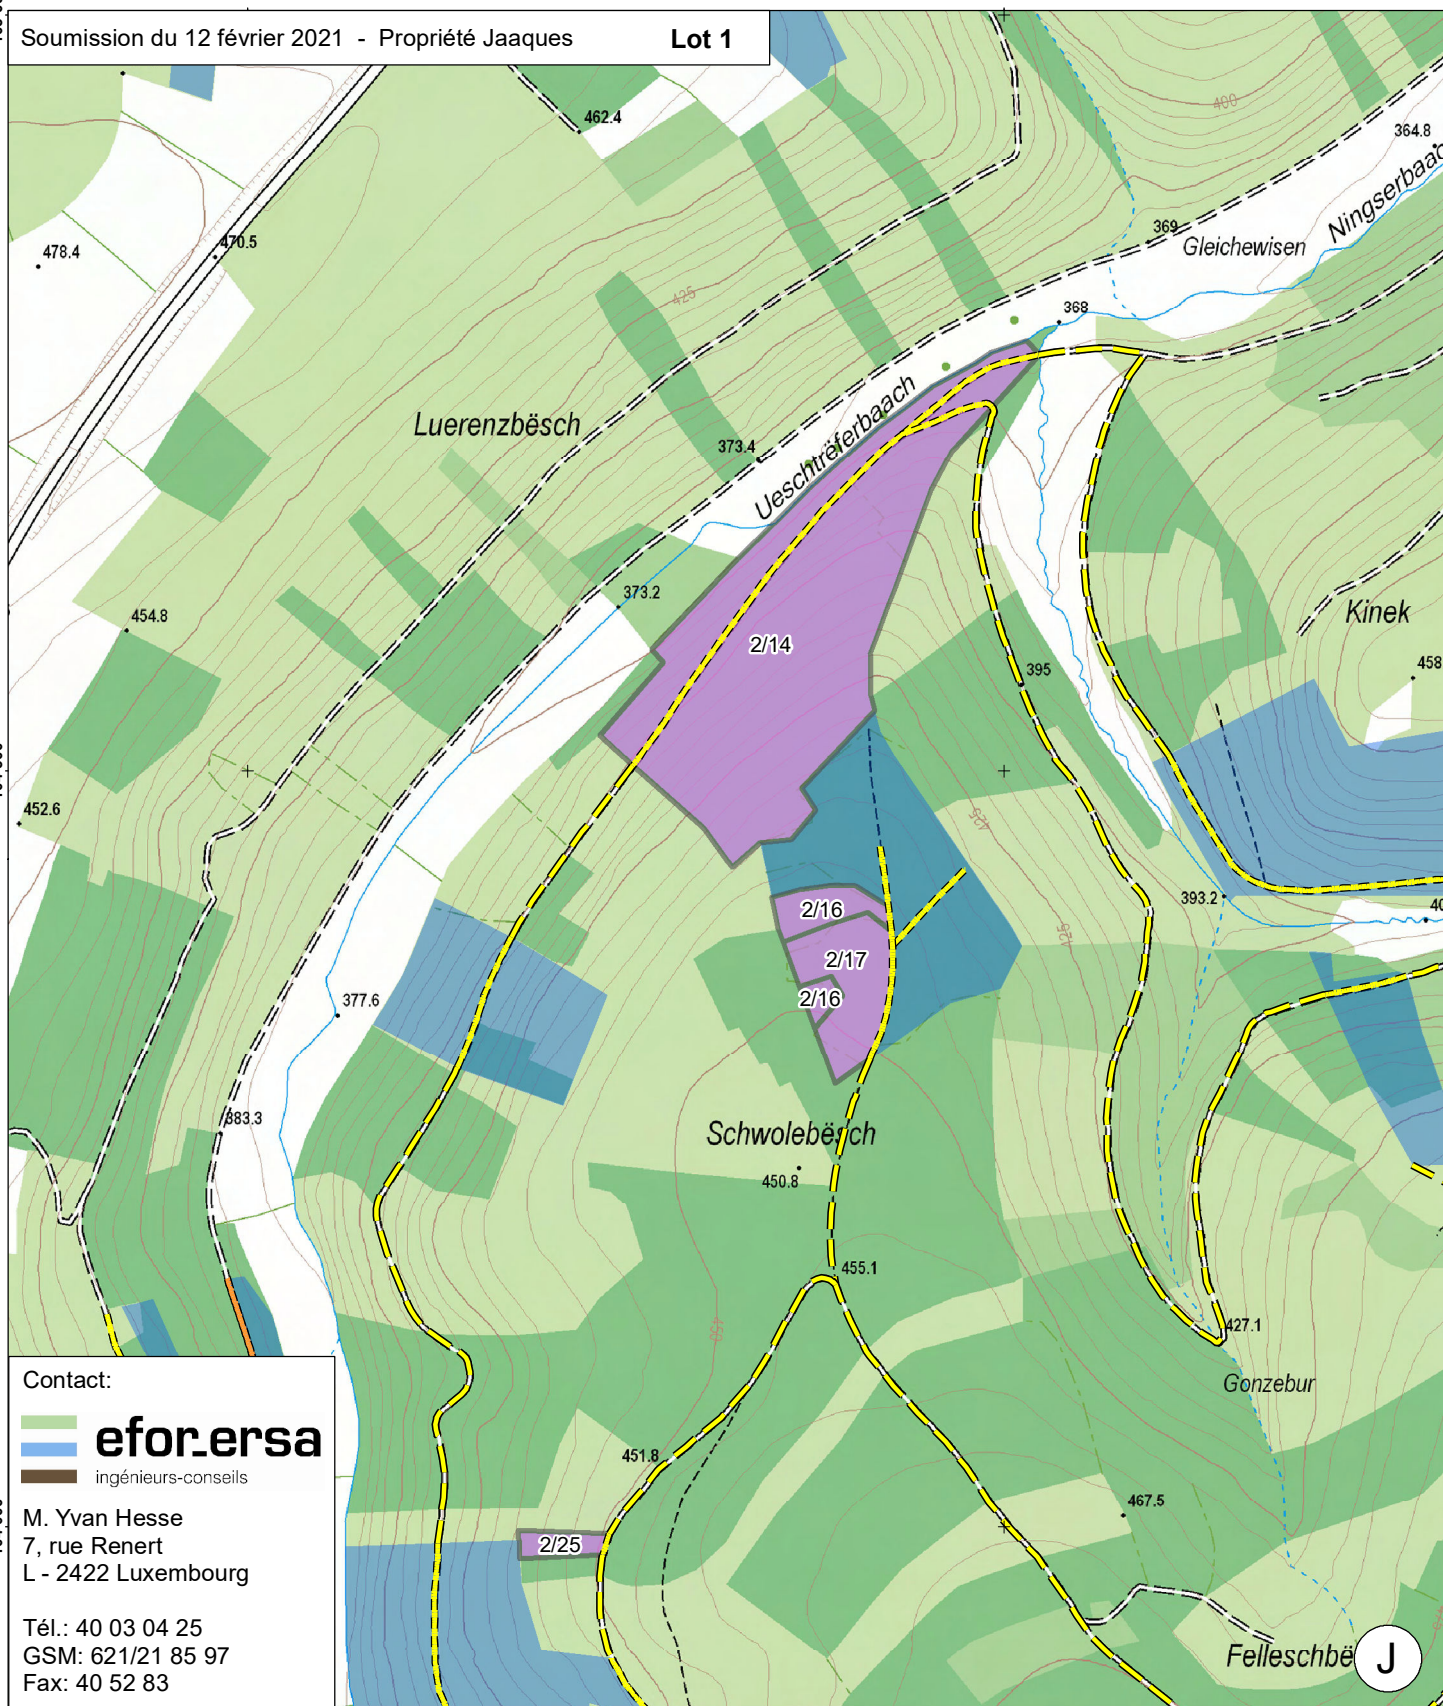 Soumission du 12 février 2021 - Propriété Jaaques Lot 1
462.4
400
364.8
Ningserbaac
478.4
470.5
369
Gleichewisen
425
368
Luerenzbësch
373.4
Ueschtrëferbaach
373.2
454.8
2/14
Kinek
395
458
452.6
425
2/16
393.2
40
2/17
425
2/16
377.6
383.3
Schwolebësch
450.8
455.1
450
427.1
Gonzebur
451.8
467.5
2/25
Felleschbë
J
Contact:
efor_ersa
ingénieurs-conseils
M. Yvan Hesse
7, rue Renert
L - 2422 Luxembourg
Tél.: 40 03 04 25
GSM: 621/21 85 97
Fax: 40 52 83